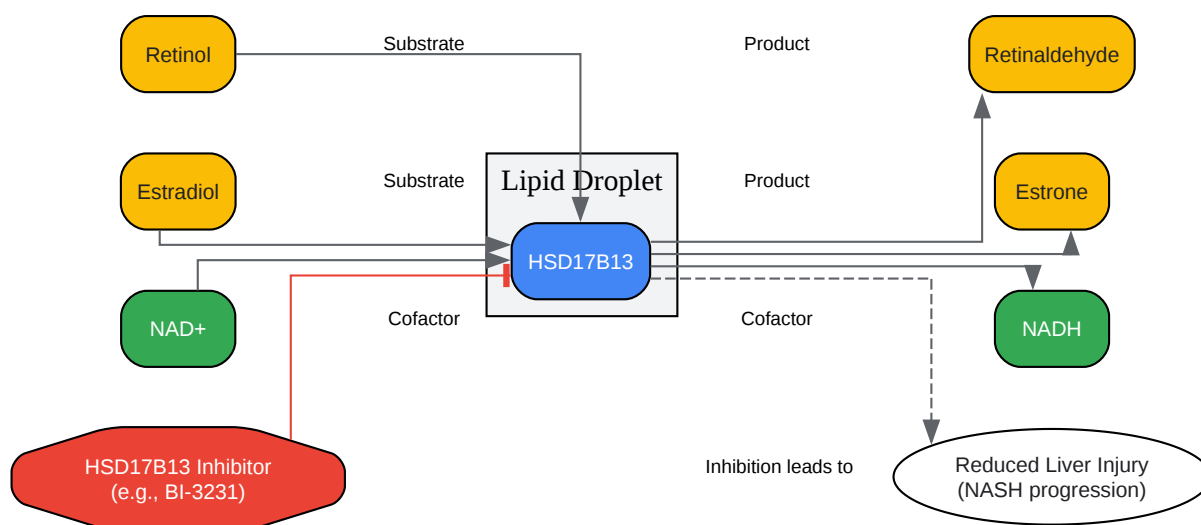 Retinol
Substrate
Product
Retinaldehyde
Estradiol
Substrate
Lipid Droplet
Product
Estrone
HSD17B13
NAD+
Cofactor
Cofactor
NADH
HSD17B13 Inhibitor
(e.g., BI-3231)
Inhibition leads to
Reduced Liver Injury
(NASH progression)